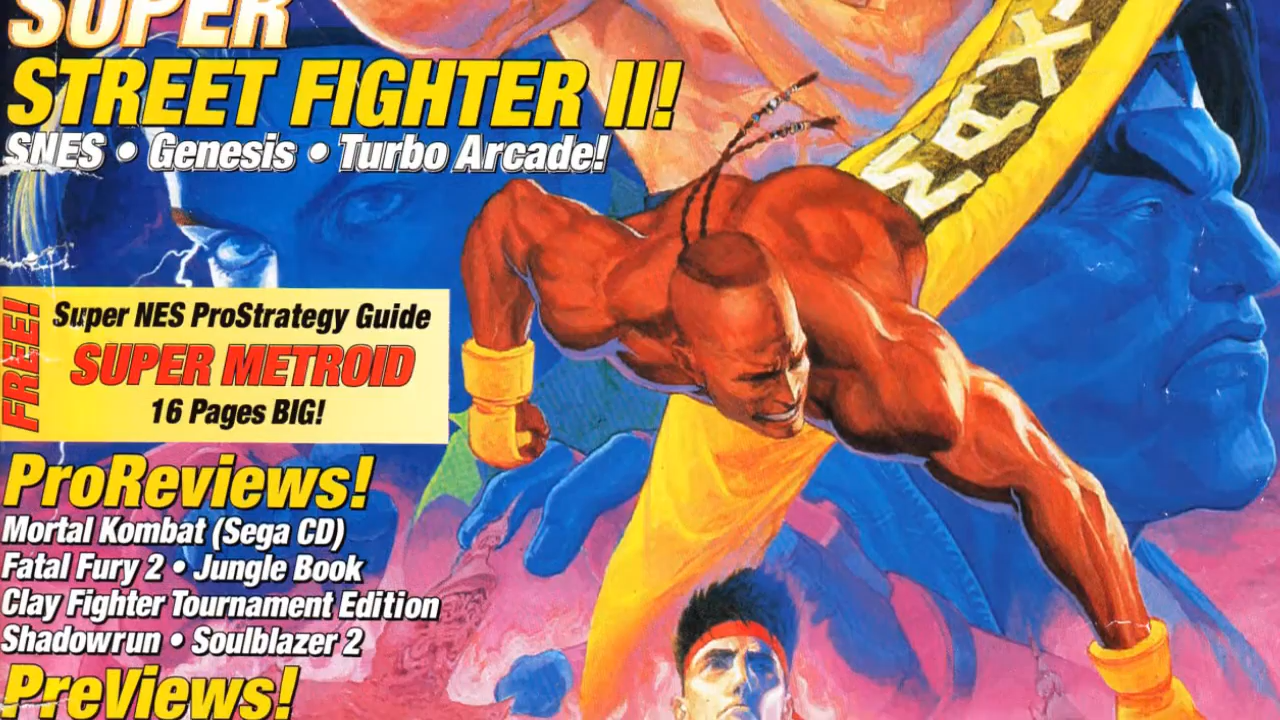 SUPER
STREET FIGHTER II!
SNES • Genesis • Turbo Arcade!
FREE!
Super NES ProStrategy Guide
SUPER METROID
16 Pages BIG!
ProReviews!
Mortal Kombat (Sega CD)
Fatal Fury 2 • Jungle Book
Clay Fighter Tournament Edition
Shadowrun • Soulblazer 2
PreViews!